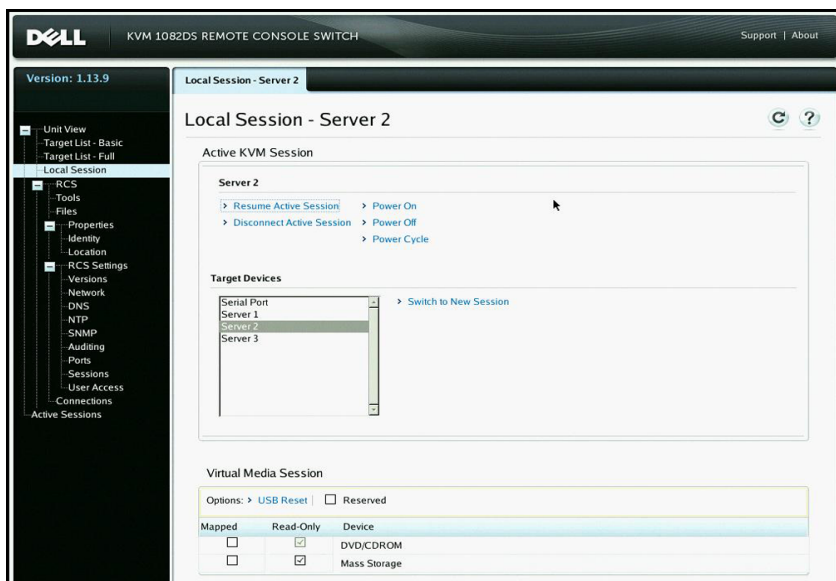 DELL KVM 1082DS REMOTE CONSOLE SWITCH Support | About
Version: 1.13.9
Unit View
Target List - Basic
Target List - Full
Local Session
RCS
Tools
Files
Properties
Identity
Location
RCS Settings
Versions
Network
DNS
NTP
SNMP
Auditing
Ports
Sessions
User Access
Connections
Active Sessions
Local Session - Server 2
Local Session - Server 2
Active KVM Session
Server 2
Resume Active Session Power On
Disconnect Active Session Power Off
Power Cycle
Target Devices
Serial Port
Server 1
Server 2
Server 3
Switch to New Session
Virtual Media Session
Options: USB Reset | Reserved
Mapped Read-Only Device
DVD/CDROM
Mass Storage